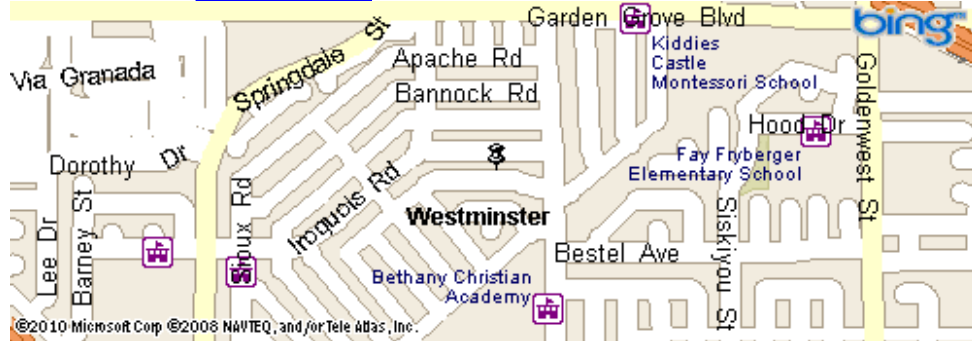 Garden Grove Blvd
bing
Springdale St
Apache Rd
Kiddies
Castle
Montessori School
Via Granada
Bannock Rd
Goldenwest St
Hood Dr
Dorothy Dr
Fay Fryberger
Elementary School
Iroquois Rd
Sioux Rd
Westminster
Siskiyou St
Lee Dr
Barney St
Bestel Ave
Bethany Christian
Academy
©2010 Microsoft Corp ©2008 NAVTEQ, and/or Tele Atlas, Inc.